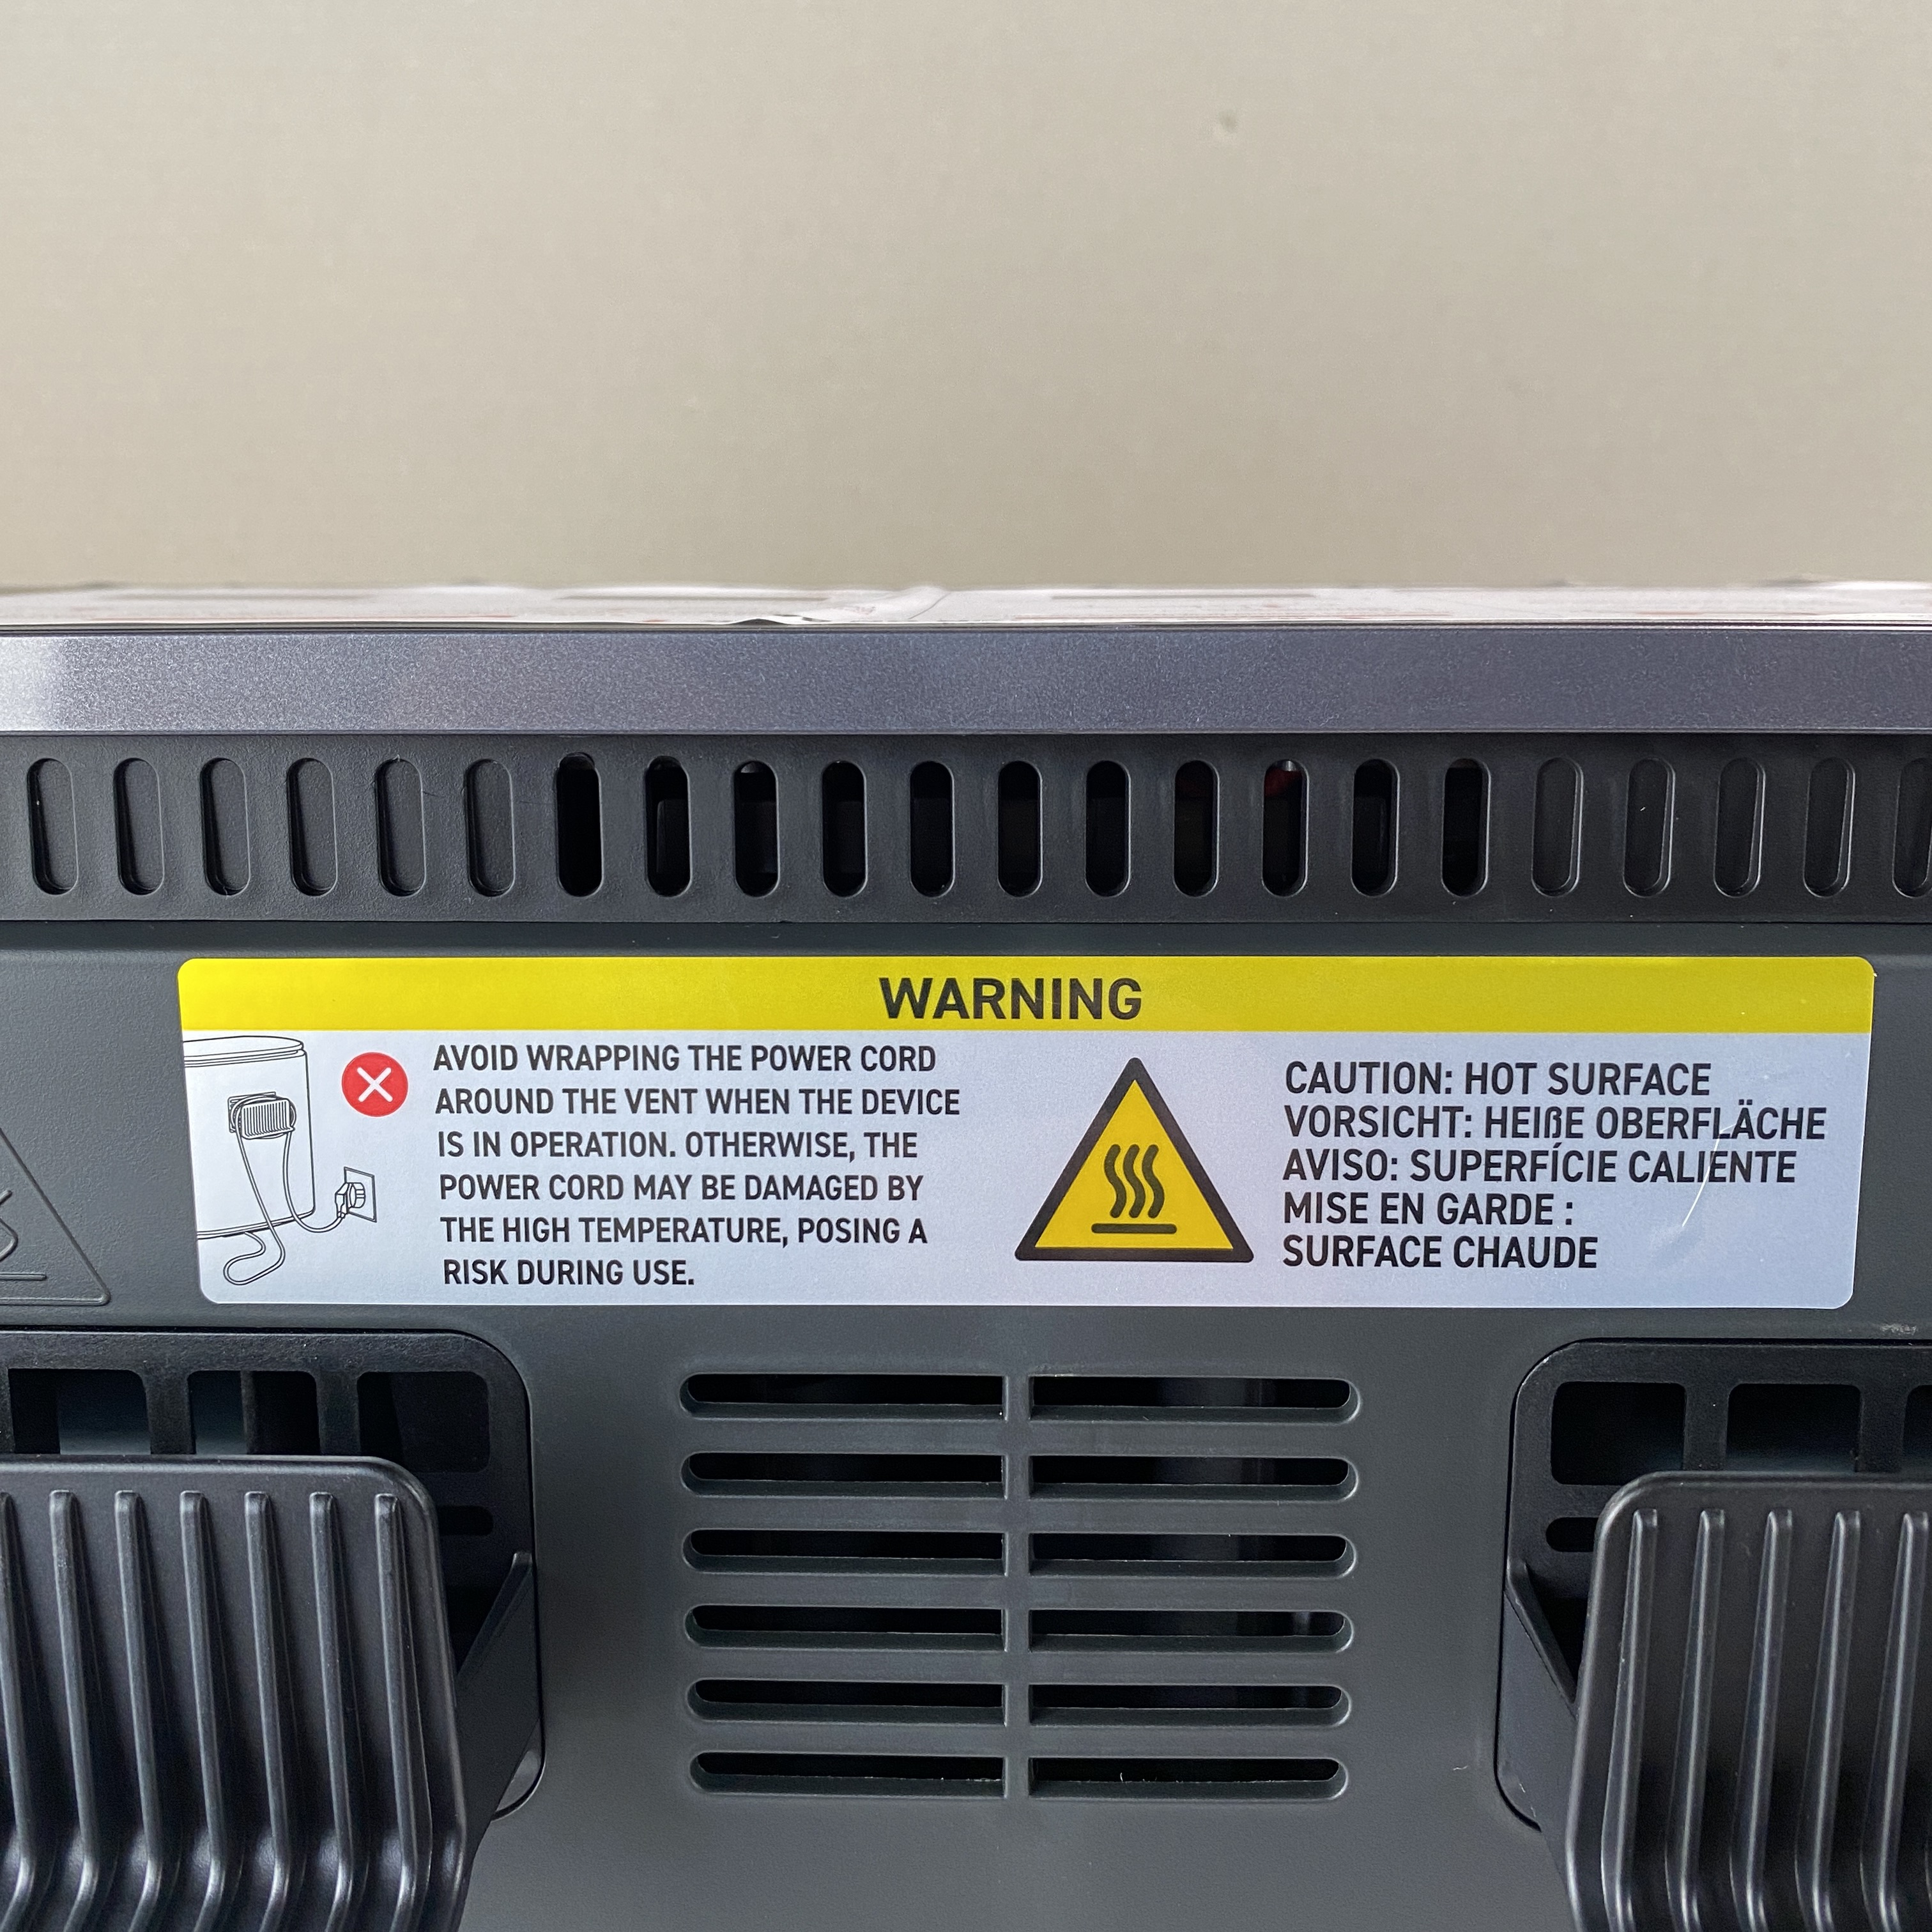 WARNING
AVOID WRAPPING THE POWER CORD
AROUND THE VENT WHEN THE DEVICE
IS IN OPERATION. OTHERWISE, THE
POWER CORD MAY BE DAMAGED BY
THE HIGH TEMPERATURE, POSING A
RISK DURING USE.
CAUTION: HOT SURFACE
VORSICHT: HEIßE OBERFLÄCHE
AVISO: SUPERFÍCIE CALIENTE
MISE EN GARDE :
SURFACE CHAUDE